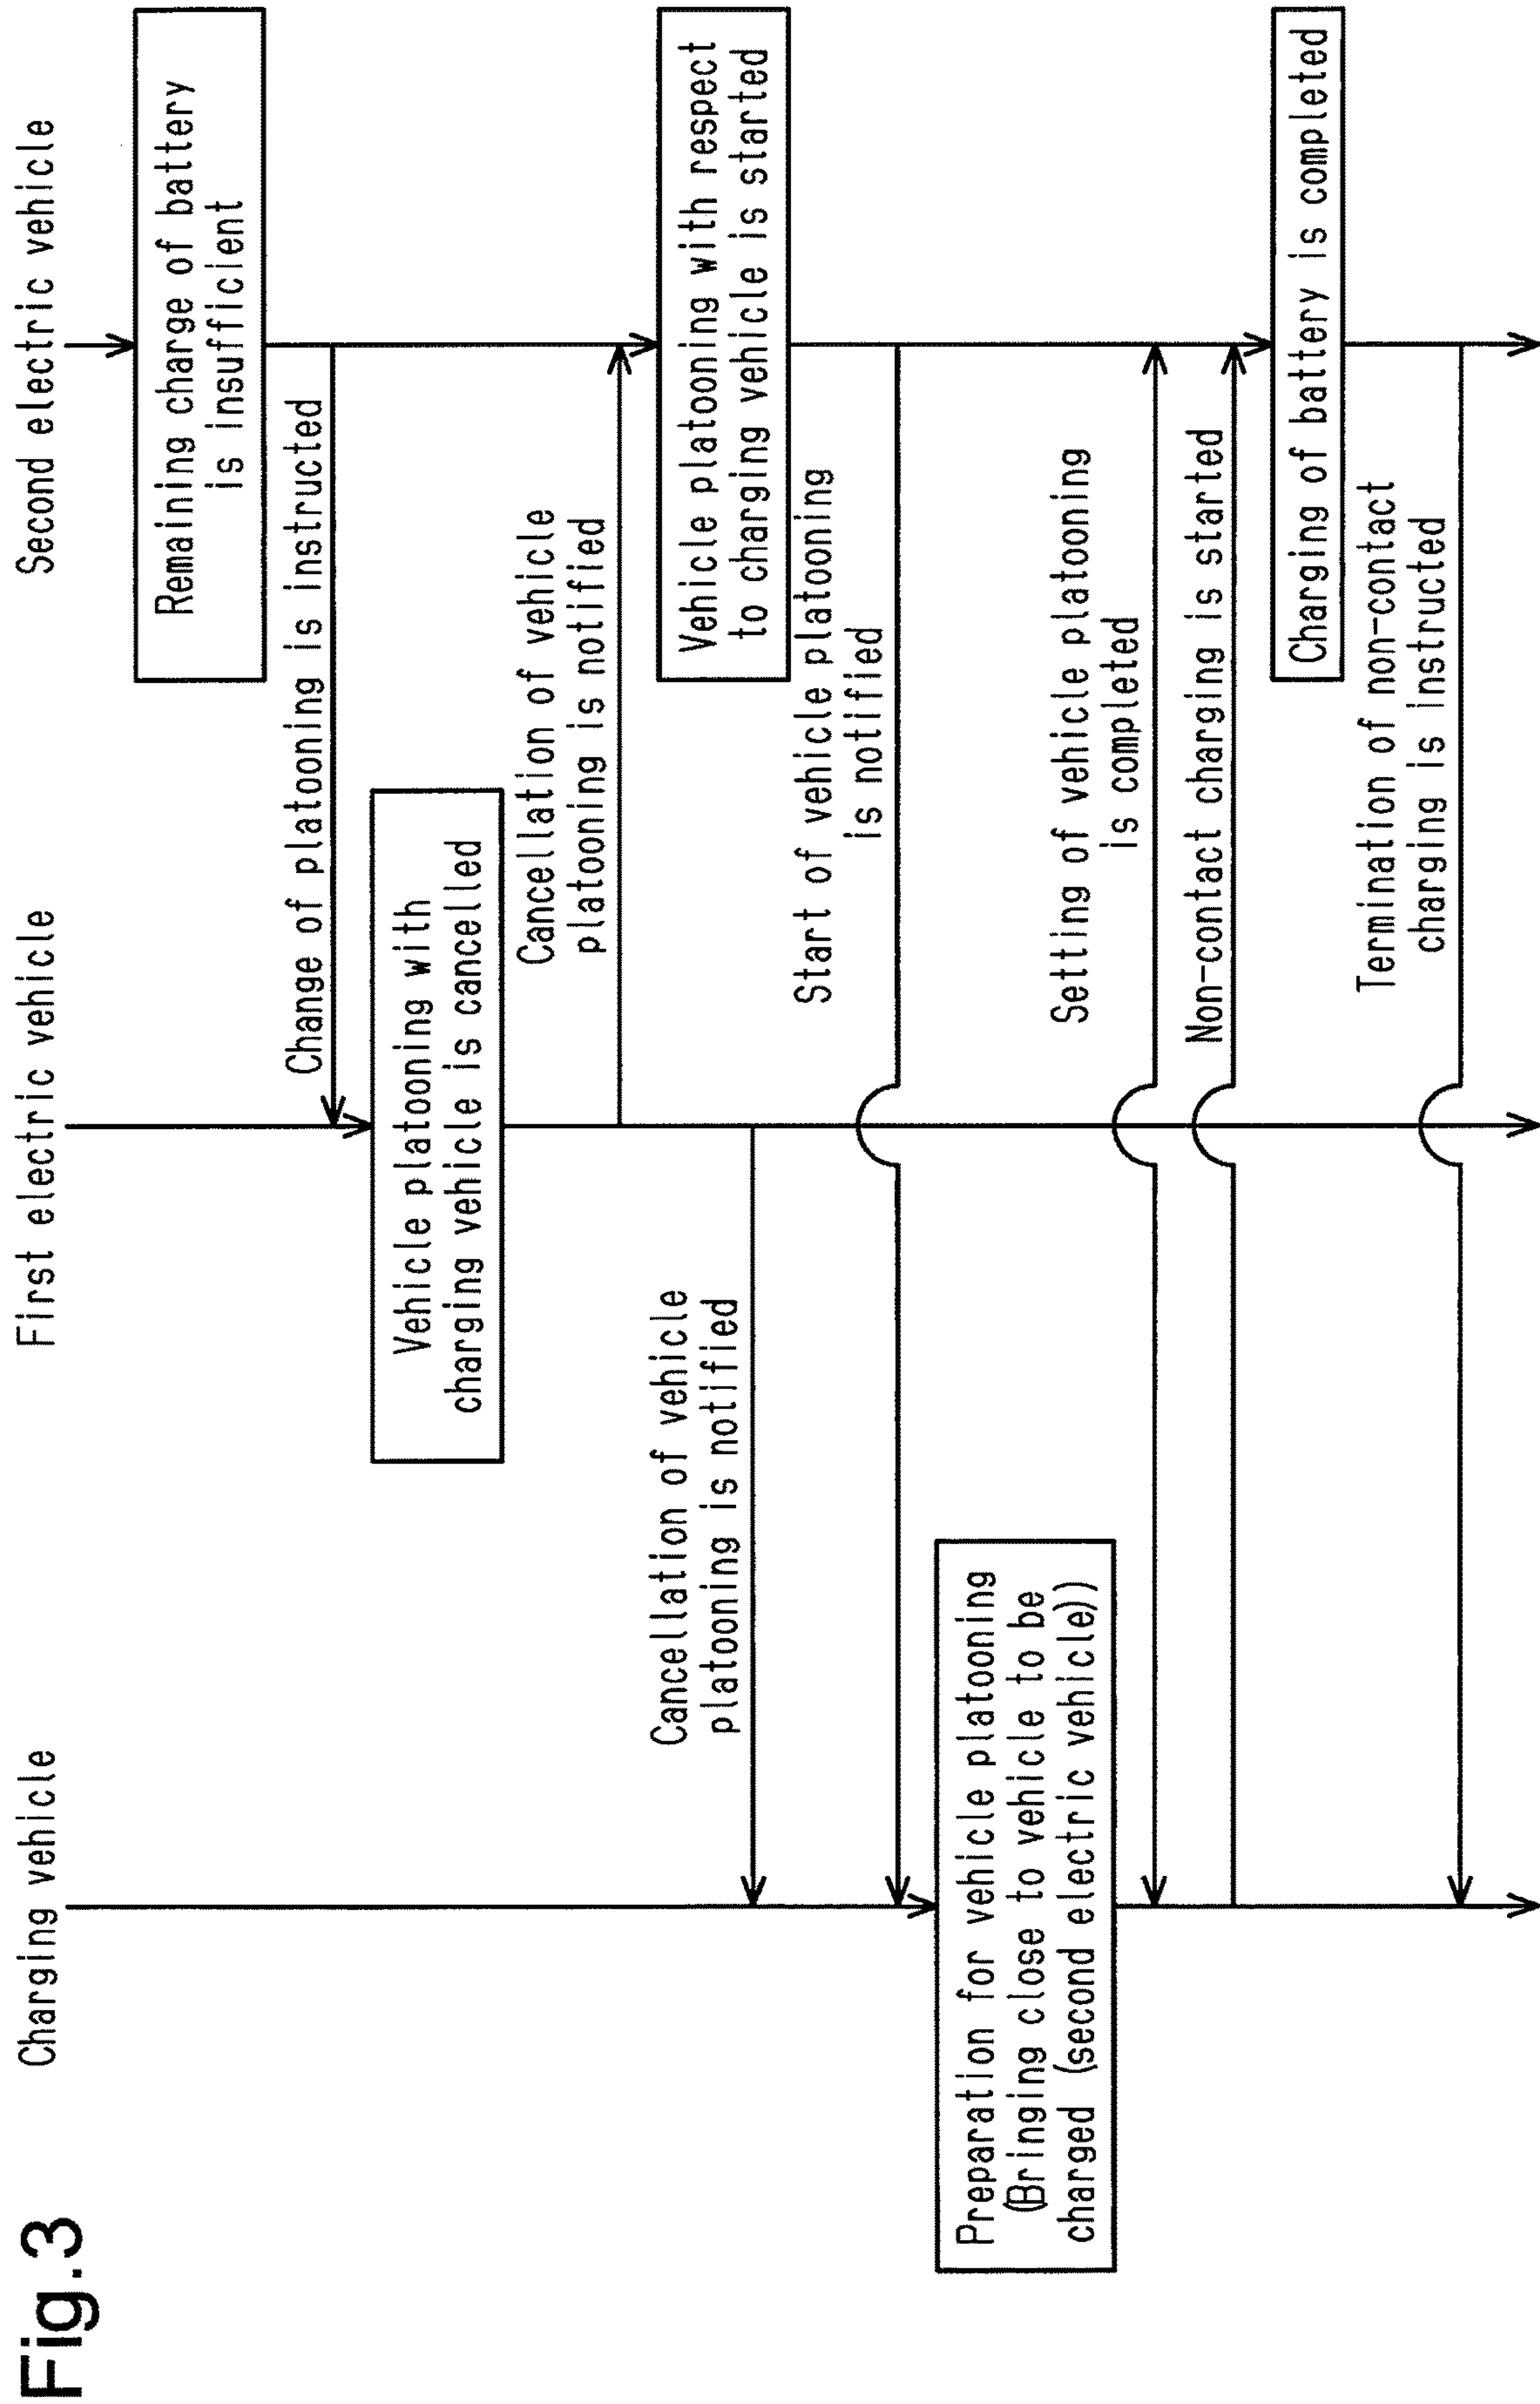 Fig.3
Charging vehicle
First electric vehicle
Second electric vehicle
Remaining charge of battery
is insufficient
Change of platooning is instructed
Vehicle platooning with
charging vehicle is cancelled
Cancellation of vehicle
platooning is notified
Cancellation of vehicle
platooning is notified
Vehicle platooning with respect
to charging vehicle is started
Start of vehicle platooning
is notified
Preparation for vehicle platooning
(Bringing close to vehicle to be
charged (second electric vehicle))
Setting of vehicle platooning
is completed
Non-contact charging is started
Charging of battery is completed
Termination of non-contact
charging is instructed